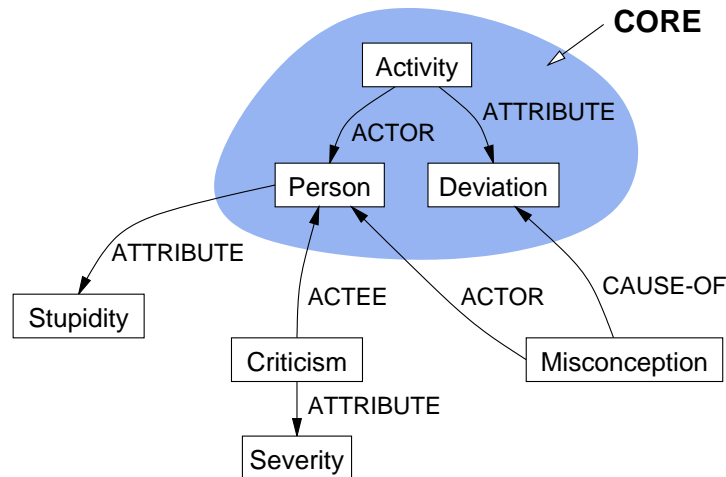 CORE
Activity
ATTRIBUTE
ACTOR
Person
Deviation
ATTRIBUTE
ACTEE
ACTOR
CAUSE-OF
Stupidity
Criticism
Misconception
ATTRIBUTE
Severity